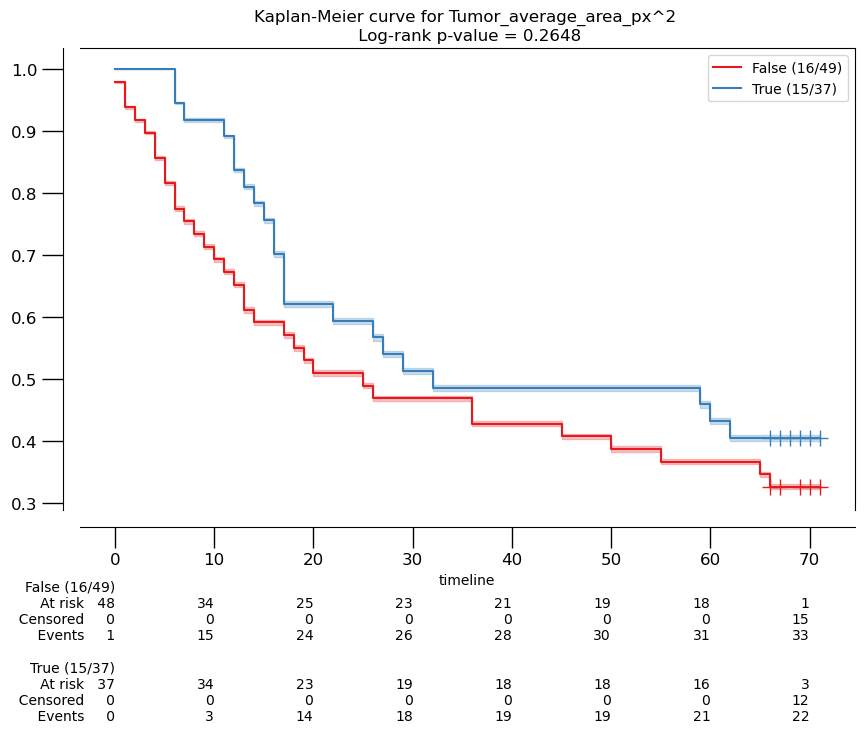 Kaplan-Meier curve for Tumor_average_area_px^2
Log-rank p-value = 0.2648
False (16/49)
True (15/37)
1.0
0.9
0.8
0.7
0.6
0.5
0.4
0.3
0 10 20 30 40 50 60 70
timeline
False (16/49)
At risk 48 34 25 23 21 19 18 1
Censored 0 0 0 0 0 0 0 15
Events 1 15 24 26 28 30 31 33
True (15/37)
At risk 37 34 23 19 18 18 16 3
Censored 0 0 0 0 0 0 0 12
Events 0 3 14 18 19 19 21 22